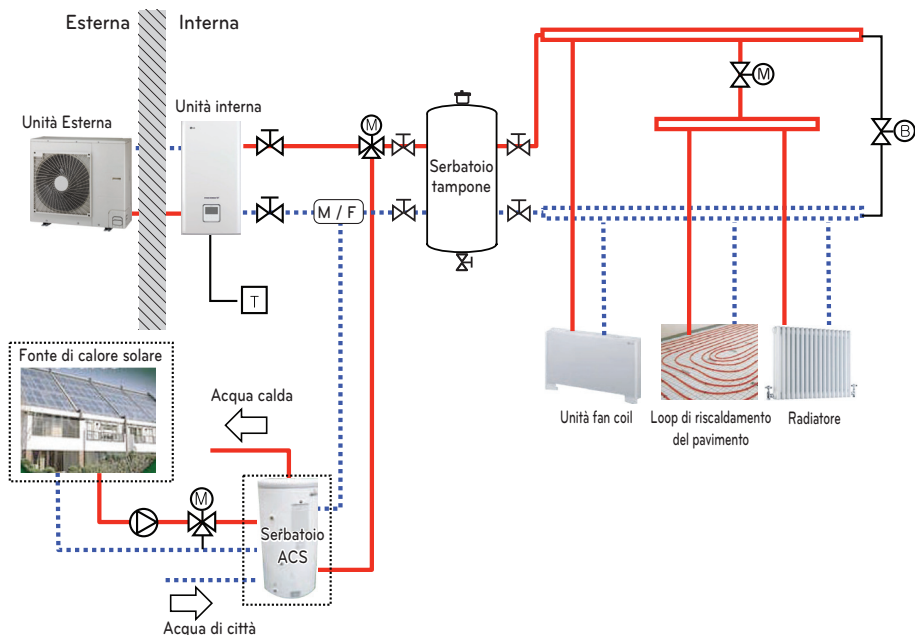 Esterna
Interna
Unità Esterna
Unità interna
M
M
B
Serbatoio
tampone
M / F
T
Fonte di calore solare
Acqua calda
Unità fan coil
Loop di riscaldamento
del pavimento
Radiatore
M
Serbatoio
ACS
Acqua di città